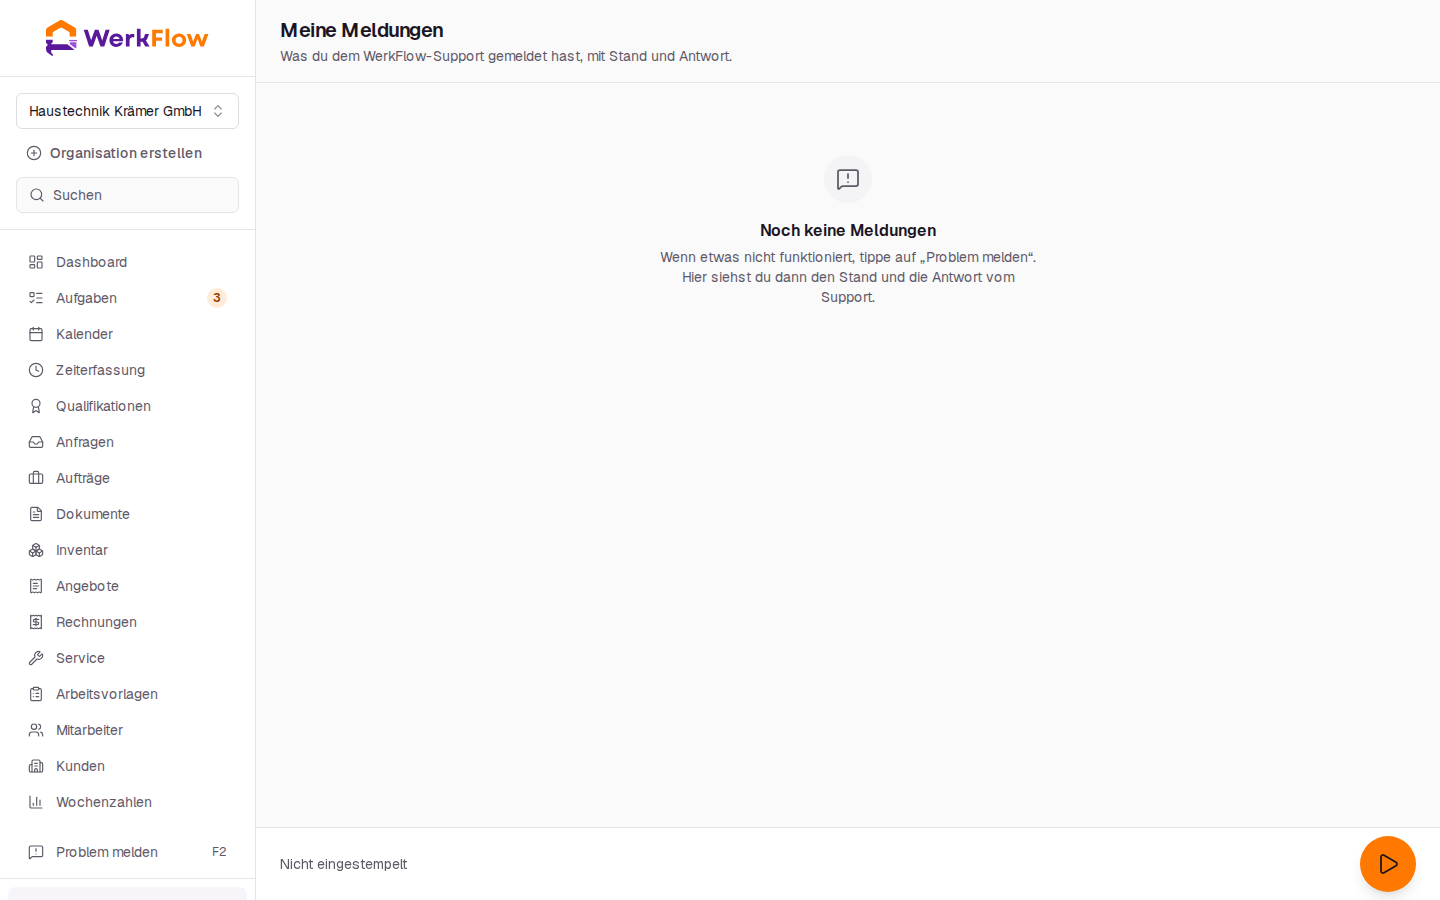 WerkFlow
Haustechnik Krämer GmbH
Organisation erstellen
Suchen
Dashboard
Aufgaben 3
Kalender
Zeiterfassung
Qualifikationen
Anfragen
Aufträge
Dokumente
Inventar
Angebote
Rechnungen
Service
Arbeitsvorlagen
Mitarbeiter
Kunden
Wochenzahlen
Problem melden F2
Meine Meldungen
Was du dem WerkFlow-Support gemeldet hast, mit Stand und Antwort.
Noch keine Meldungen
Wenn etwas nicht funktioniert, tippe auf „Problem melden“.
Hier siehst du dann den Stand und die Antwort vom
Support.
Nicht eingestempelt